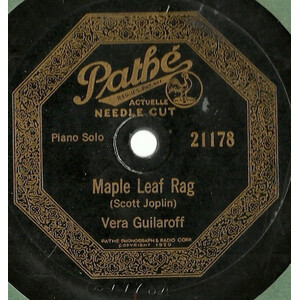 Pathé
ACTUELLE
NEEDLE CUT
Piano Solo
21178
Maple Leaf Rag
(Scott Joplin)
Vera Guilaroff
PATHE PHONOGRAPH & RADIO CORP.